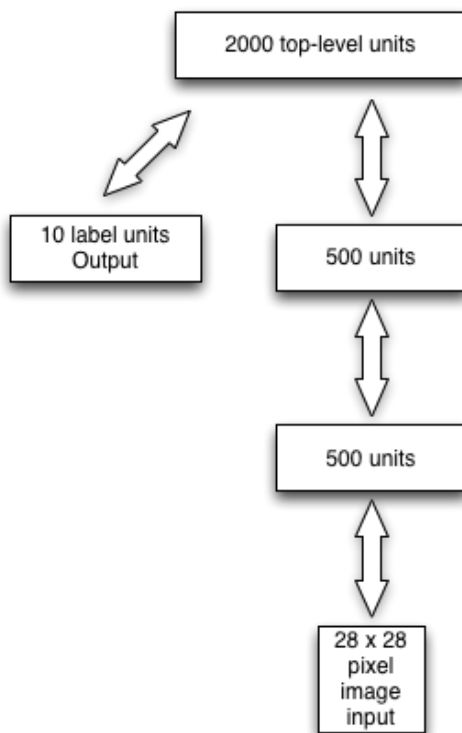 2000 top-level units
10 label units
Output
500 units
500 units
28 x 28
pixel
image
input